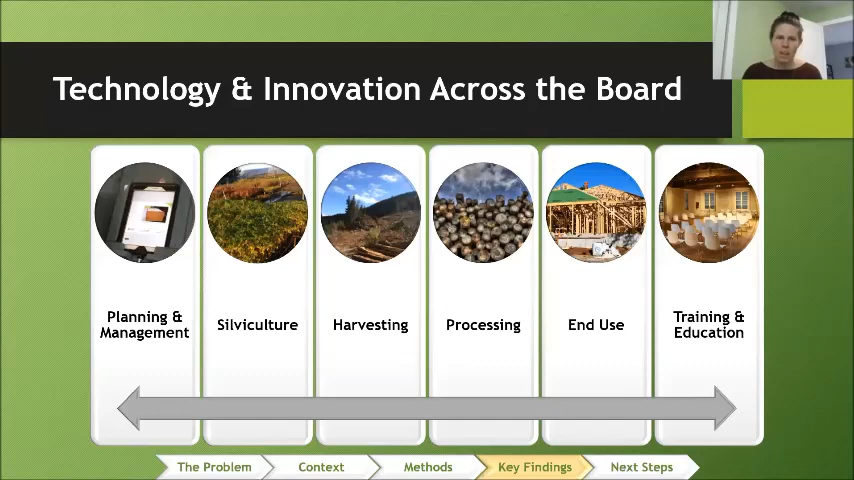 Technology & Innovation Across the Board
Planning &
Management
Silviculture
Harvesting
Processing
End Use
Training &
Education
The Problem
Context
Methods
Key Findings
Next Steps